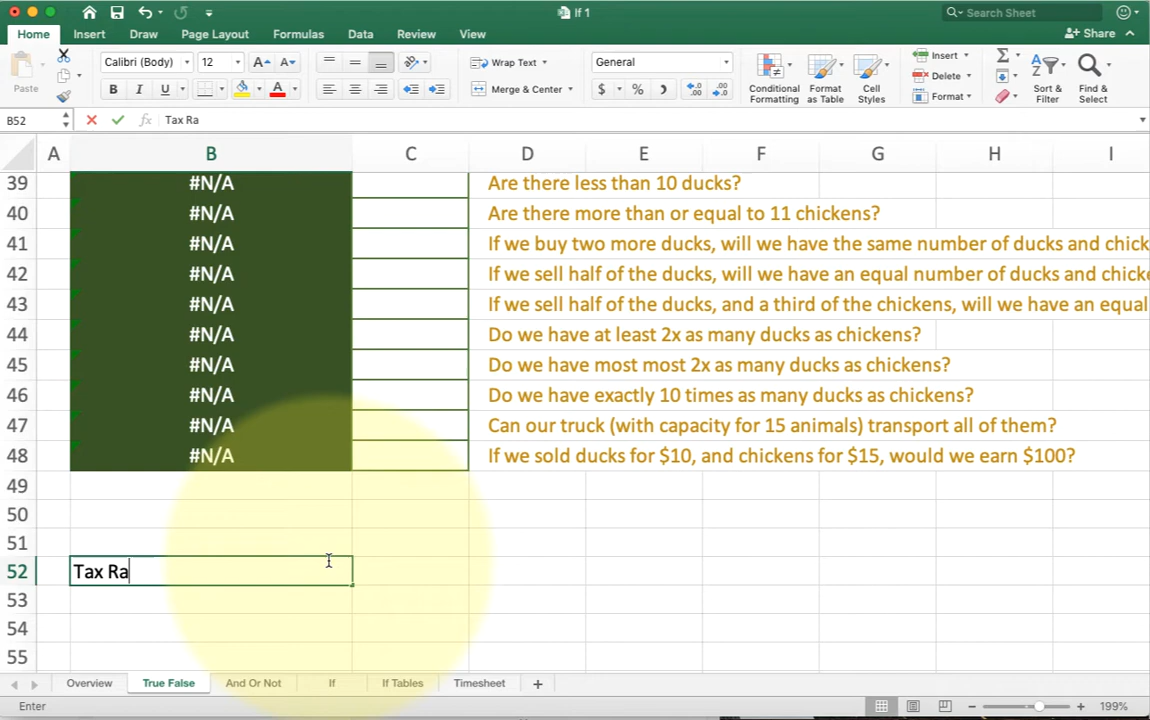 If 1
Search Sheet
Home Insert Draw Page Layout Formulas Data Review View
Share
Paste
Calibri (Body) 12
Wrap Text
General
Merge & Center
Conditional Formatting
Format as Table
Cell Styles
Insert
Delete
Format
Sort & Filter
Find & Select
B52 fx Tax Ra
A B C D E F G H I
39 #N/A Are there less than 10 ducks?
40 #N/A Are there more than or equal to 11 chickens?
41 #N/A If we buy two more ducks, will we have the same number of ducks and chick
42 #N/A If we sell half of the ducks, will we have an equal number of ducks and chicke
43 #N/A If we sell half of the ducks, and a third of the chickens, will we have an equal
44 #N/A Do we have at least 2x as many ducks as chickens?
45 #N/A Do we have most most 2x as many ducks as chickens?
46 #N/A Do we have exactly 10 times as many ducks as chickens?
47 #N/A Can our truck (with capacity for 15 animals) transport all of them?
48 #N/A If we sold ducks for $10, and chickens for $15, would we earn $100?
49
50
51
52 Tax Ra
53
54
55
Overview True False And Or Not If If Tables Timesheet
Enter 199%